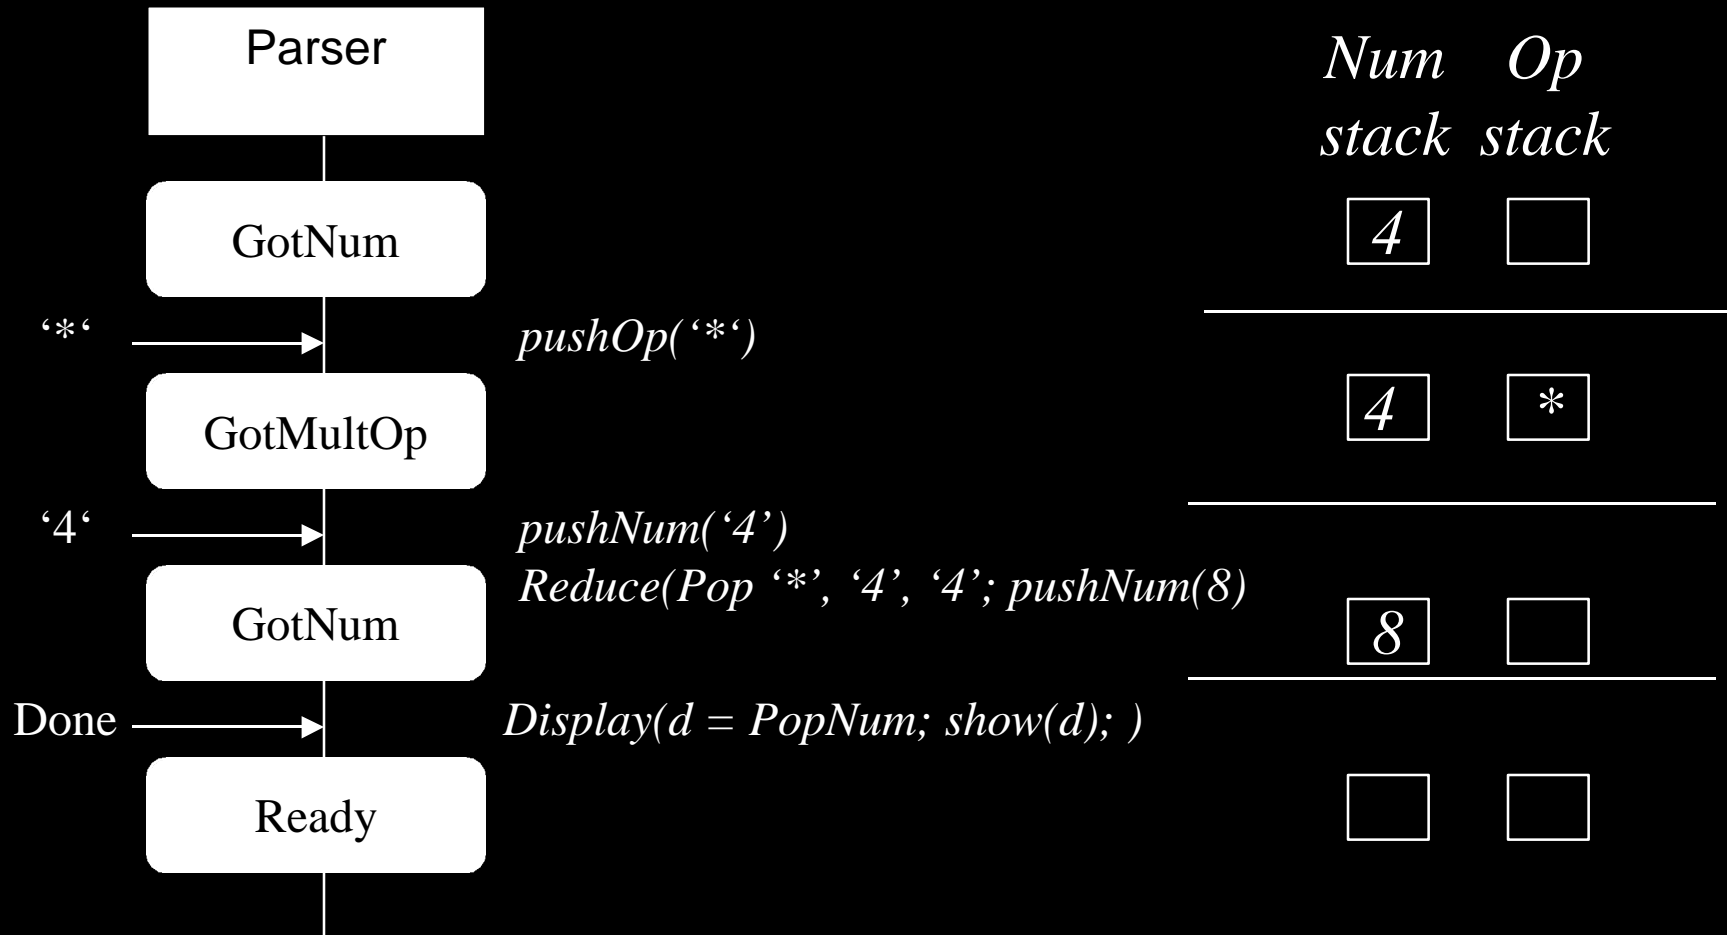 Parser
Num Op
stack stack
GotNum
4
‘*‘
pushOp(‘*‘)
GotMultOp
4 *
‘4‘
pushNum(‘4’)
Reduce(Pop ‘*’, ‘4’, ‘4’; pushNum(8)
GotNum
8
Done
Display(d = PopNum; show(d); )
Ready